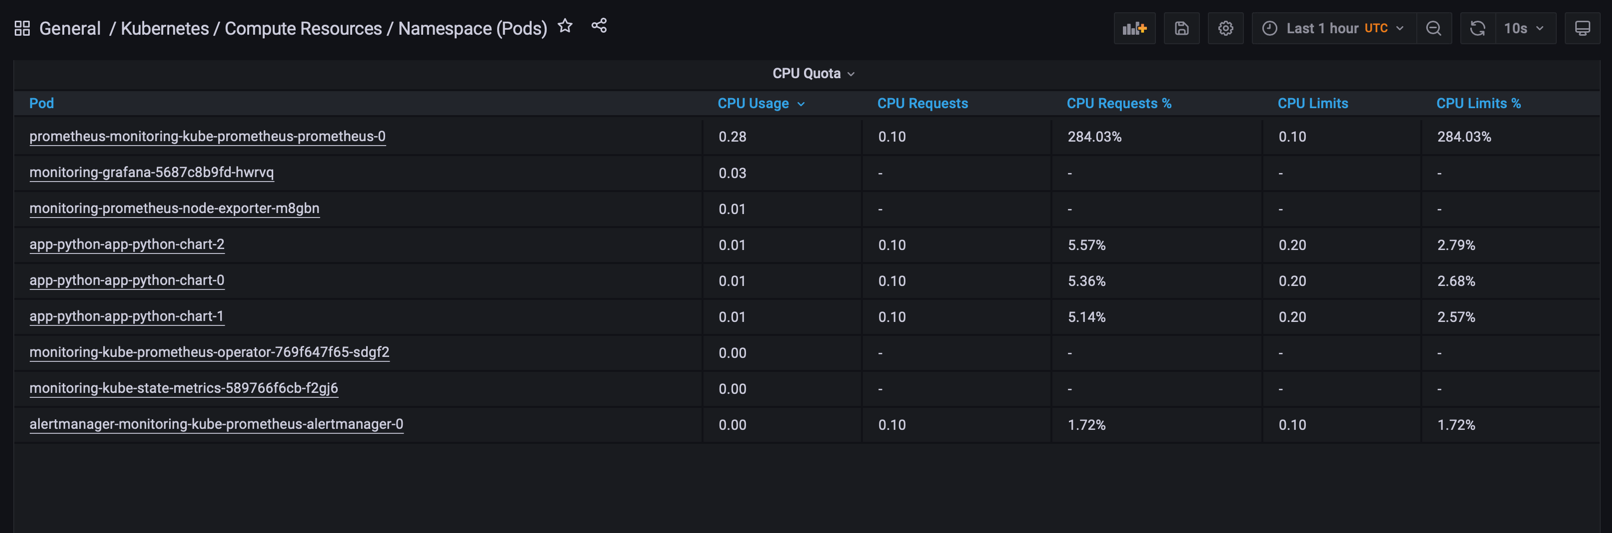 General / Kubernetes / Compute Resources / Namespace (Pods) Last 1 hour UTC 10s
CPU Quota
Pod CPU Usage CPU Requests CPU Requests % CPU Limits CPU Limits %
prometheus-monitoring-kube-prometheus-prometheus-0 0.28 0.10 284.03% 0.10 284.03%
monitoring-grafana-5687c8b9fd-hwrvq 0.03 - - - -
monitoring-prometheus-node-exporter-m8gbn 0.01 - - - -
app-python-app-python-chart-2 0.01 0.10 5.57% 0.20 2.79%
app-python-app-python-chart-0 0.01 0.10 5.36% 0.20 2.68%
app-python-app-python-chart-1 0.01 0.10 5.14% 0.20 2.57%
monitoring-kube-prometheus-operator-769f647f65-sdgf2 0.00 - - - -
monitoring-kube-state-metrics-589766f6cb-f2gj6 0.00 - - - -
alertmanager-monitoring-kube-prometheus-alertmanager-0 0.00 0.10 1.72% 0.10 1.72%